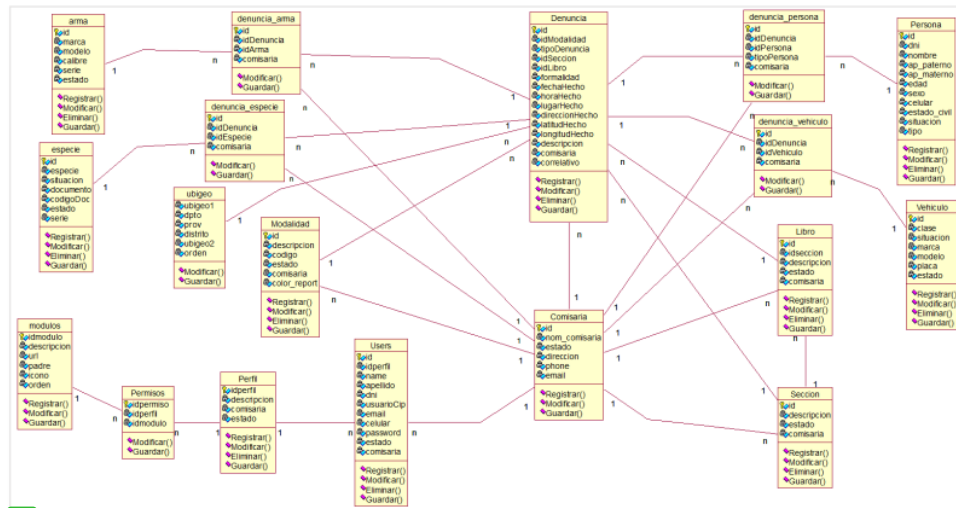 arma
id
marca
modelo
calibre
serie
estado
Registrar()
Modificar()
Eliminar()
Guardar()
denuncia_arma
id
idDenuncia
idArma
comisaria
Modificar()
Guardar()
Denuncia
id
idModalidad
tipoDenuncia
idSeccion
idLibro
formalidad
fechaHecho
horaHecho
lugarHecho
direccionHecho
latitudHecho
longitudHecho
descripcion
comisaria
correlativo
Registrar()
Modificar()
Eliminar()
Guardar()
denuncia_persona
id
idDenuncia
idPersona
tipoPersona
Modificar()
Guardar()
Persona
id
dni
nombre
ap_paterno
ap_materno
edad
sexo
celular
estado_civil
situacion
tipo
Registrar()
Modificar()
Eliminar()
Guardar()
denuncia_especie
id
idDenuncia
idEspecie
comisaria
Modificar()
Guardar()
denuncia_vehiculo
id
idDenuncia
idVehiculo
comisaria
Modificar()
Guardar()
especie
id
especie
situacion
documento
codigoDoc
estado
serie
Registrar()
Modificar()
Eliminar()
Guardar()
ubigeo
ubigeo1
dpto
prov
distrito
ubigeo2
orden
Modificar()
Guardar()
Modalidad
id
descripcion
codigo
estado
comisaria
color_report
Registrar()
Modificar()
Eliminar()
Guardar()
Libro
id
idseccion
descripcion
estado
comisaria
Registrar()
Modificar()
Eliminar()
Guardar()
Vehiculo
id
clase
situacion
marca
modelo
placa
estado
Registrar()
Modificar()
Eliminar()
Guardar()
modulos
idmodulo
descripcion
url
padre
icono
orden
Registrar()
Modificar()
Guardar()
Permisos
idpermiso
idperfil
idmodulo
Modificar()
Guardar()
Perfil
idperfil
descripcion
comisaria
estado
Registrar()
Modificar()
Eliminar()
Guardar()
Users
id
idperfil
name
apellido
dni
usuarioCip
email
celular
password
estado
comisaria
Registrar()
Modificar()
Eliminar()
Guardar()
Comisaria
id
nom_comisaria
estado
direccion
phone
email
Registrar()
Modificar()
Guardar()
Seccion
id
descripcion
estado
comisaria
Registrar()
Modificar()
Eliminar()
Guardar()